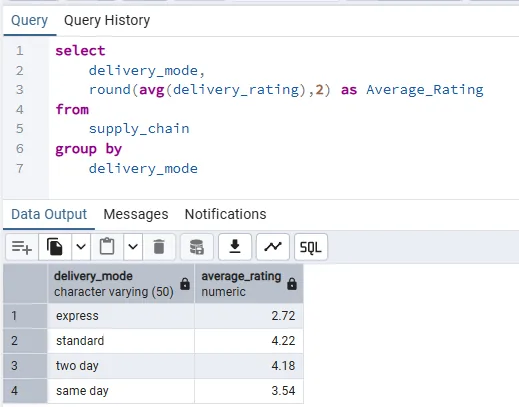 Query Query History
1 select
2 delivery_mode,
3 round(avg(delivery_rating),2) as Average_Rating
4 from
5 supply_chain
6 group by
7 delivery_mode
Data Output Messages Notifications
SQL
delivery_mode average_rating
character varying (50) numeric
1 express 2.72
2 standard 4.22
3 two day 4.18
4 same day 3.54